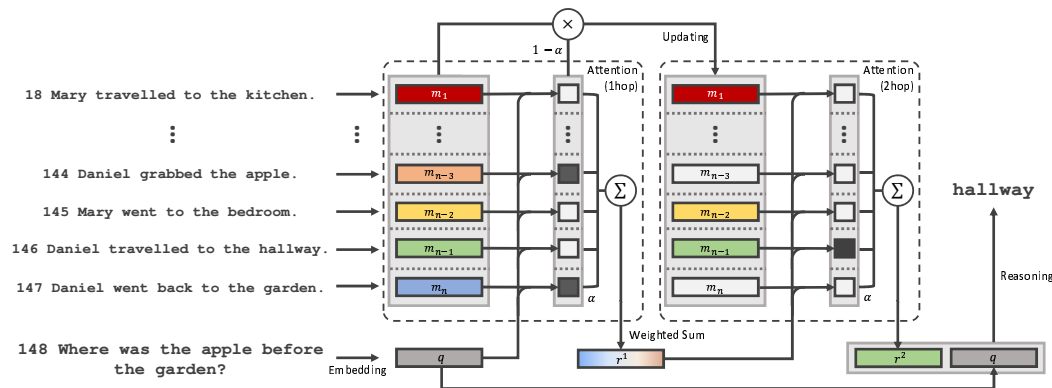 ×
Updating
1 − α
Attention
(1hop)
Attention
(2hop)
18 Mary travelled to the kitchen.
m₁
m₁
144 Daniel grabbed the apple.
mₙ₋₃
mₙ₋₃
145 Mary went to the bedroom.
mₙ₋₂
Σ
mₙ₋₂
Σ
hallway
146 Daniel travelled to the hallway.
mₙ₋₁
mₙ₋₁
147 Daniel went back to the garden.
mₙ
α
mₙ
α
Reasoning
Weighted Sum
148 Where was the apple before
the garden?
Embedding
q
r¹
r²
q